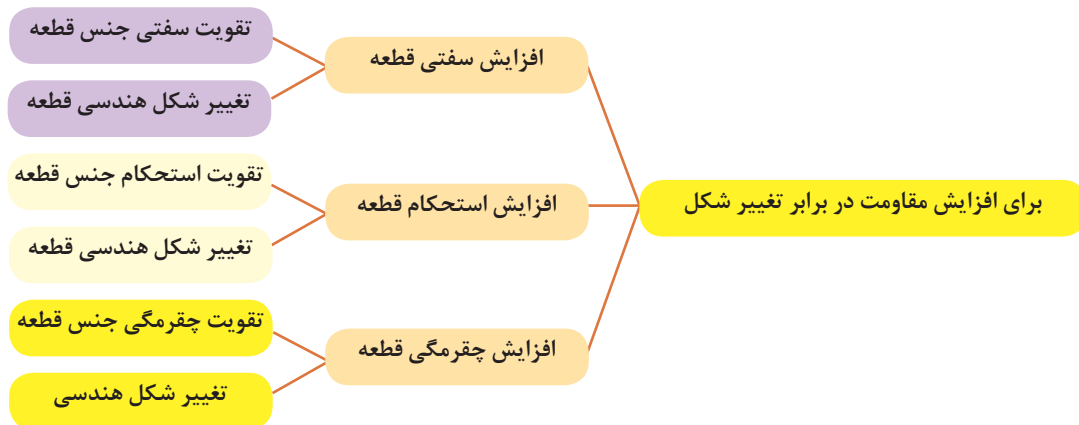 برای افزایش مقاومت در برابر تغییر شکل
افزایش سفتی قطعه
تقویت سفتی جنس قطعه
تغییر شکل هندسی قطعه
افزایش استحکام قطعه
تقویت استحکام جنس قطعه
تغییر شکل هندسی قطعه
افزایش چقرمگی قطعه
تقویت چقرمگی جنس قطعه
تغییر شکل هندسی